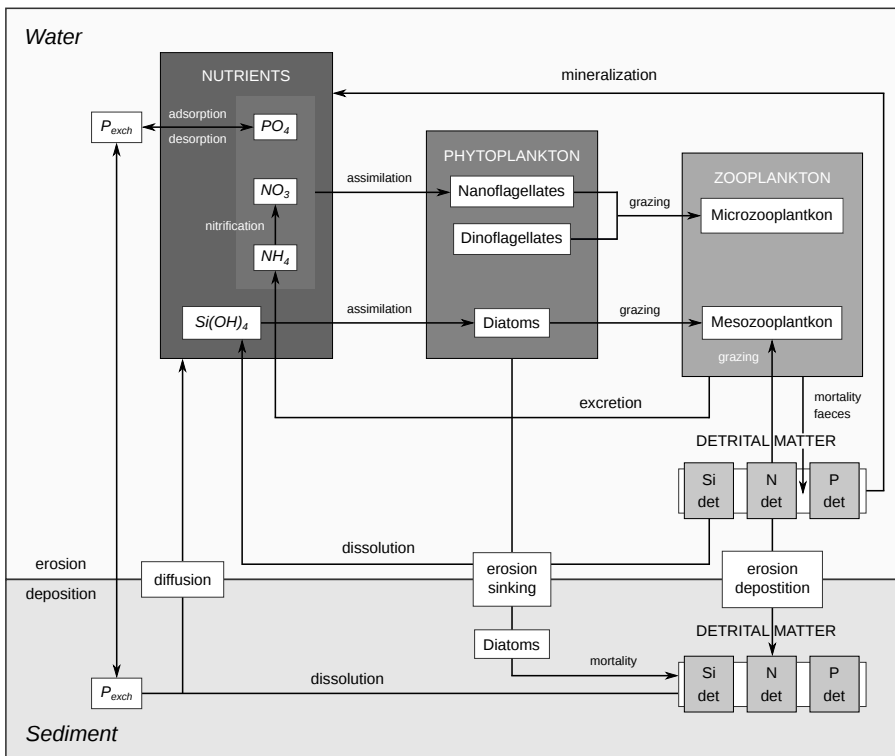 Water
NUTRIENTS
mineralization
adsorption
P_exch
PO₄
desorption
PHYTOPLANKTON
ZOOPLANKTON
assimilation
NO₃
Nanoflagellates
grazing
Microzooplantkon
nitrification
Dinoflagellates
NH₄
Si(OH)₄
assimilation
Diatoms
grazing
Mesozooplantkon
grazing
excretion
mortality
faeces
DETRITAL MATTER
Si
det
N
det
P
det
dissolution
erosion
deposition
diffusion
erosion
sinking
erosion
depostition
Diatoms
DETRITAL MATTER
mortality
P_exch
dissolution
Si
det
N
det
P
det
Sediment